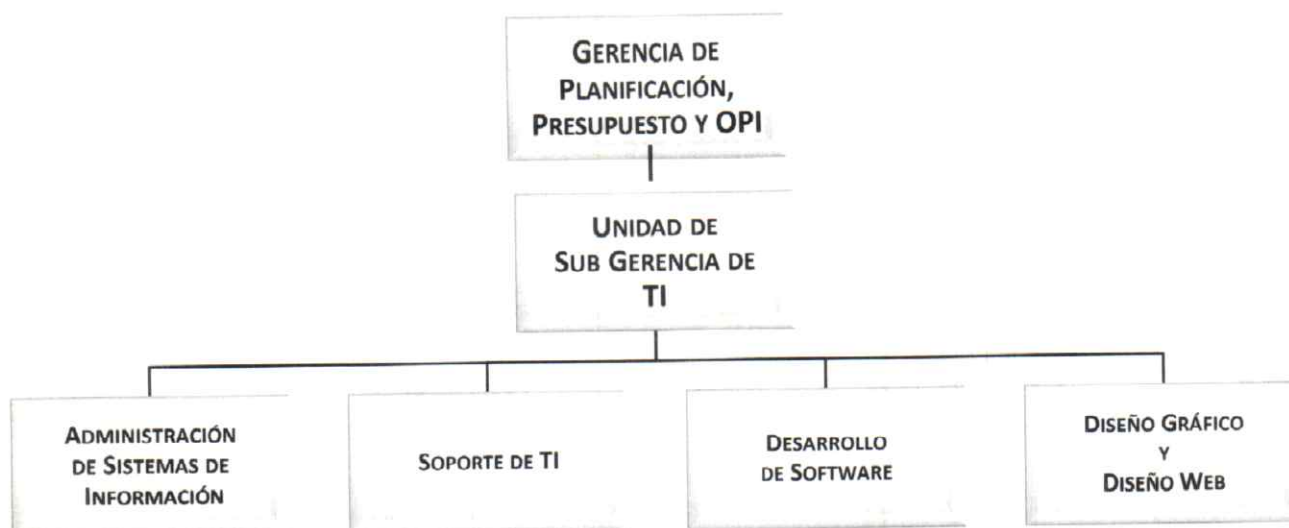 GERENCIA DE
PLANIFICACIÓN,
PRESUPUESTO Y OPI
UNIDAD DE
SUB GERENCIA DE
TI
ADMINISTRACIÓN
DE SISTEMAS DE
INFORMACIÓN
SOPORTE DE TI
DESARROLLO
DE SOFTWARE
DISEÑO GRÁFICO
Y
DISEÑO WEB